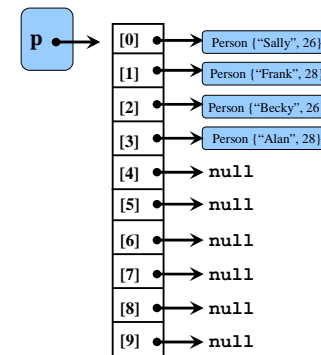 p
[0] Person {“Sally”, 26}
[1] Person {“Frank”, 28}
[2] Person {“Becky”, 26
[3] Person {“Alan”, 28}
[4] null
[5] null
[6] null
[7] null
[8] null
[9] null